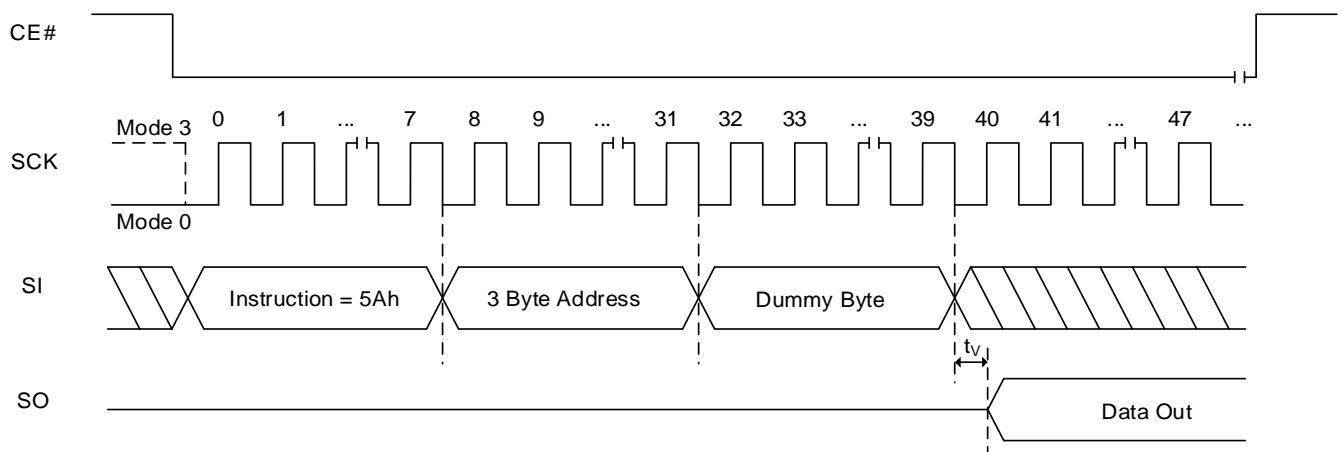 CE#
0 1 ... 7 8 9 ... 31 32 33 ... 39 40 41 ... 47 ...
Mode 3
SCK
Mode 0
SI
Instruction = 5Ah
3 Byte Address
Dummy Byte
tV
SO
Data Out